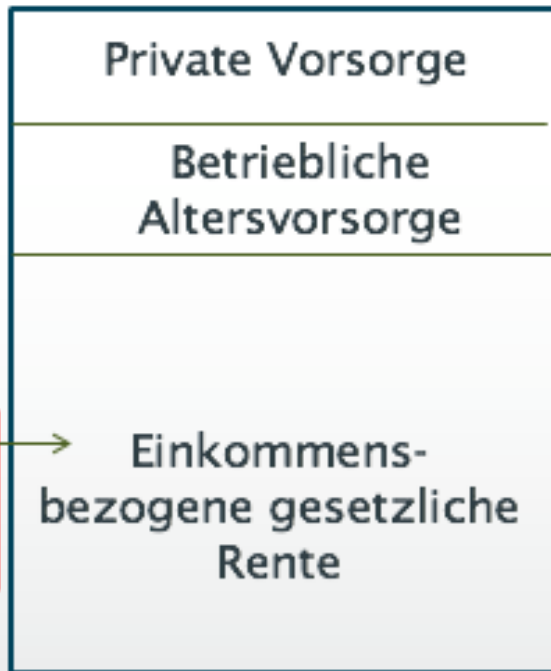 Private Vorsorge
Betriebliche
Altersvorsorge
Einkommens-
bezogene gesetzliche
Rente